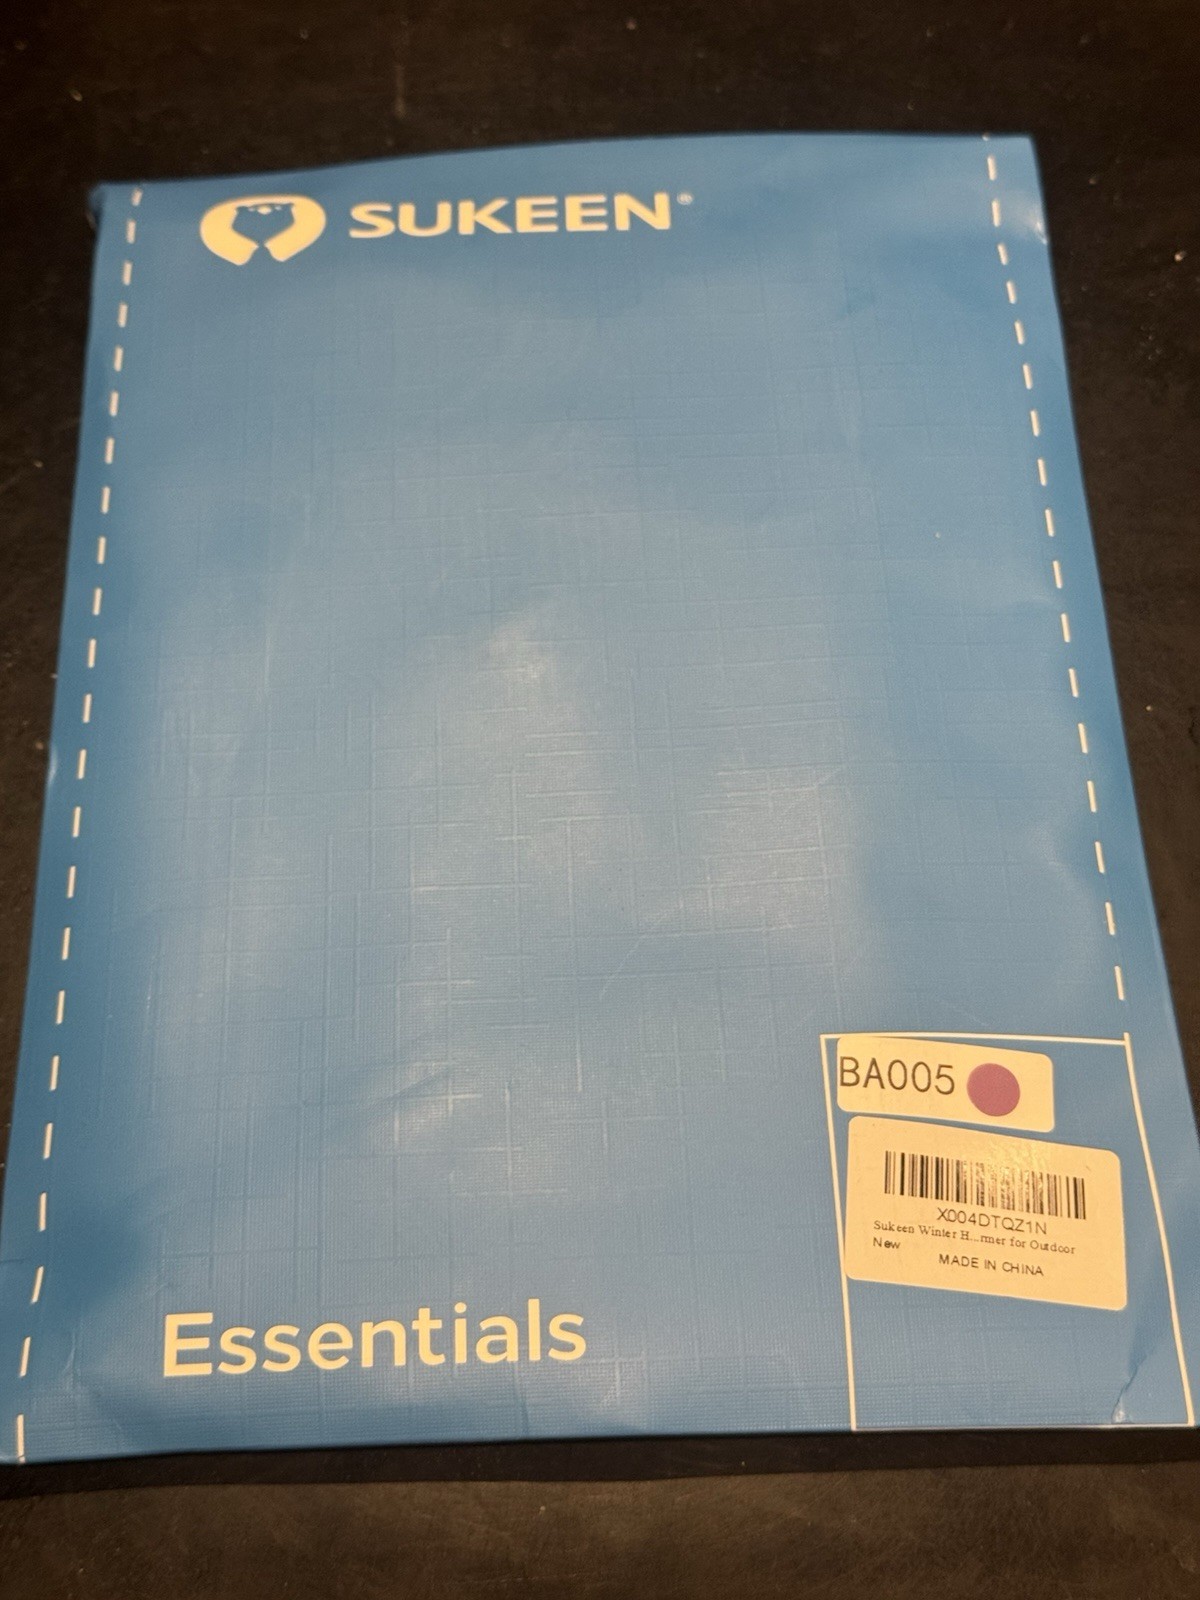 SUKEEN®
BA005
X004DTQZ1N
Sukeen Winter H...rmer for Outdoor
New
MADE IN CHINA
Essentials